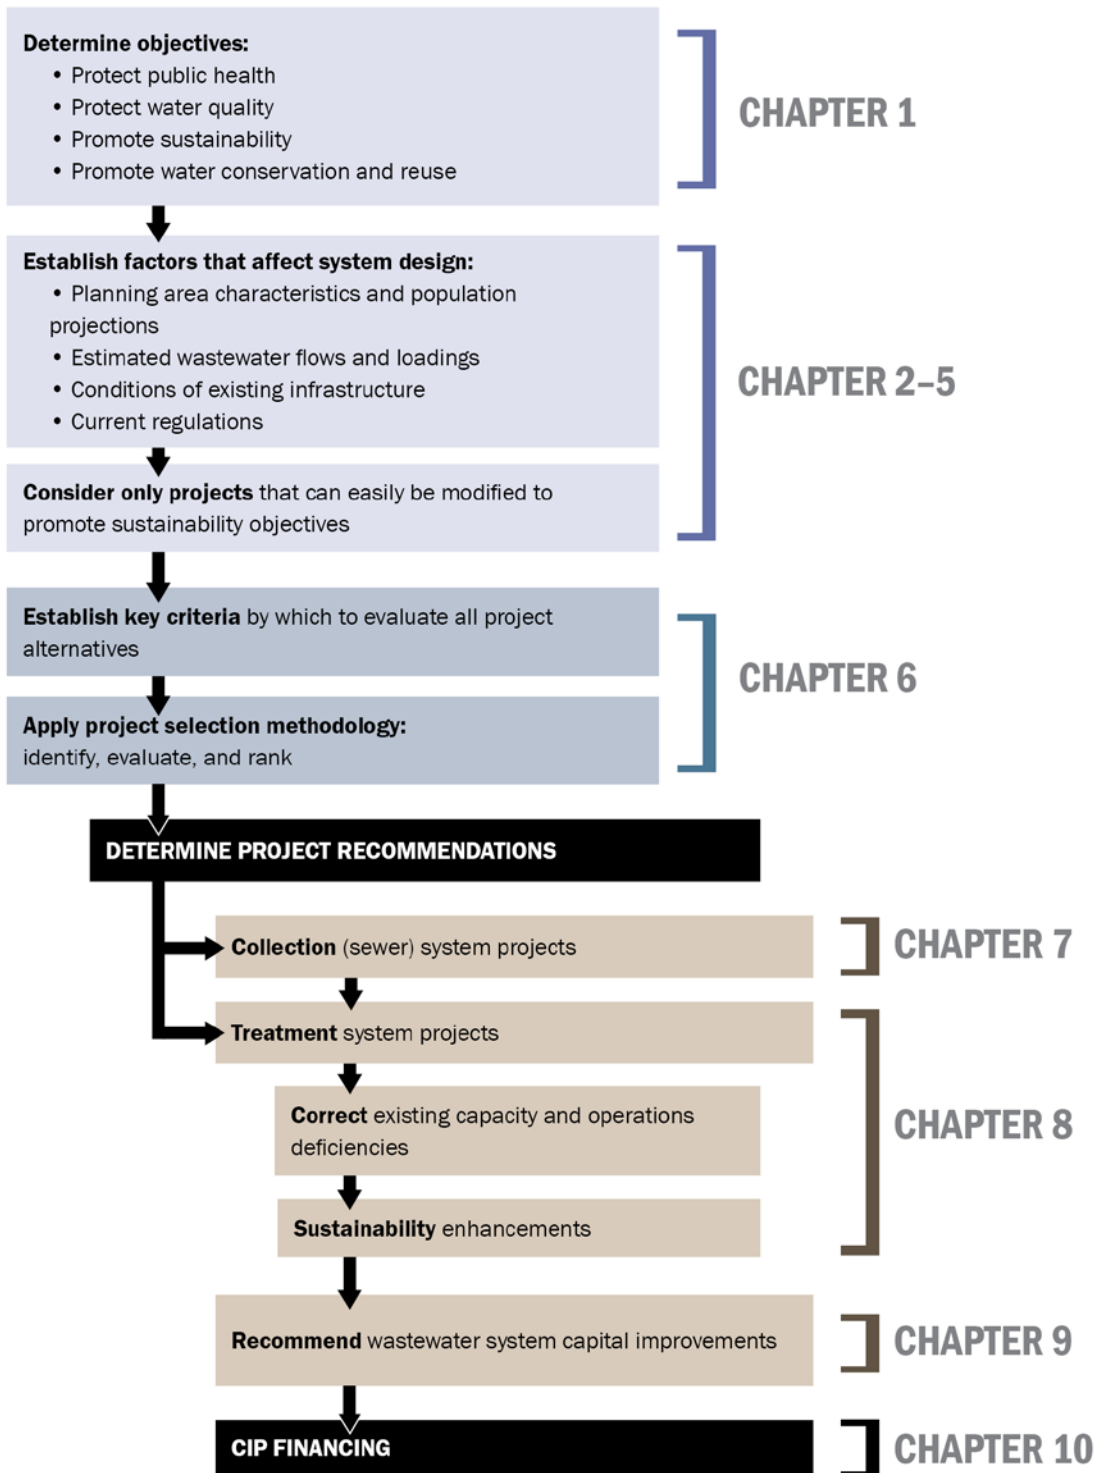 Determine objectives:
• Protect public health
• Protect water quality
• Promote sustainability
• Promote water conservation and reuse
CHAPTER 1
Establish factors that affect system design:
• Planning area characteristics and population
projections
• Estimated wastewater flows and loadings
• Conditions of existing infrastructure
• Current regulations
Consider only projects that can easily be modified to
promote sustainability objectives
CHAPTER 2–5
Establish key criteria by which to evaluate all project
alternatives
Apply project selection methodology:
identify, evaluate, and rank
CHAPTER 6
DETERMINE PROJECT RECOMMENDATIONS
Collection (sewer) system projects
CHAPTER 7
Treatment system projects
Correct existing capacity and operations
deficiencies
Sustainability enhancements
CHAPTER 8
Recommend wastewater system capital improvements
CHAPTER 9
CIP FINANCING
CHAPTER 10